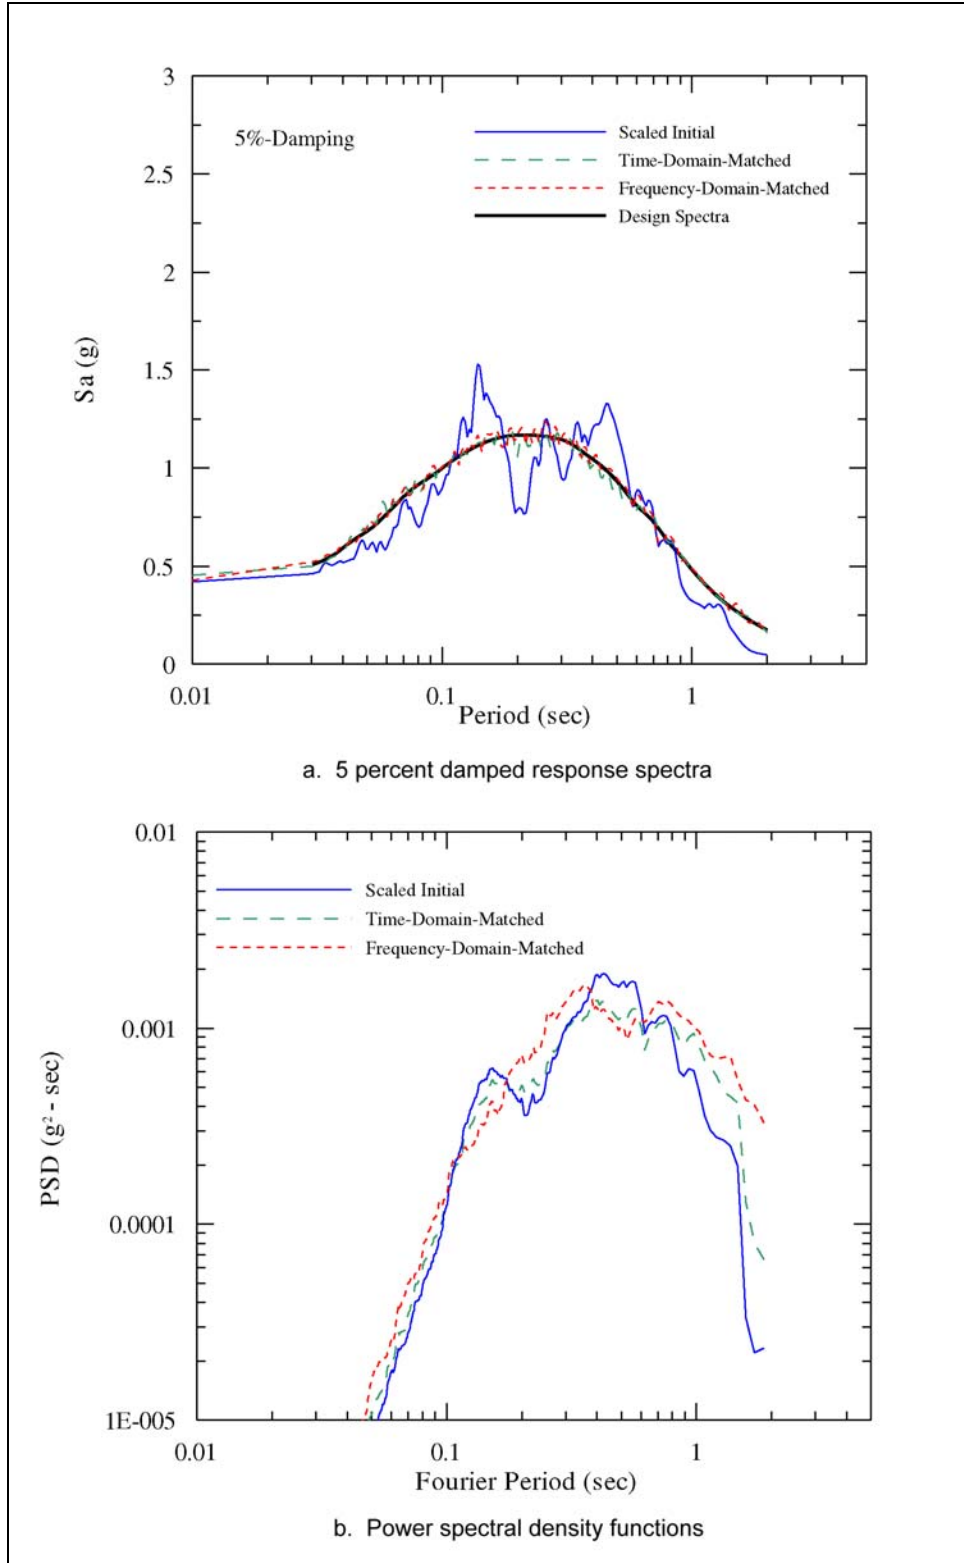 3
5%-Damping
Scaled Initial
Time-Domain-Matched
2.5
Frequency-Domain-Matched
Design Spectra
2
Sa (g)
1.5
1
0.5
0
0.01
0.1
1
Period (sec)
a. 5 percent damped response spectra
0.01
Scaled Initial
Time-Domain-Matched
Frequency-Domain-Matched
0.001
PSD (g² - sec)
0.0001
1E-005
0.01
0.1
1
Fourier Period (sec)
b. Power spectral density functions